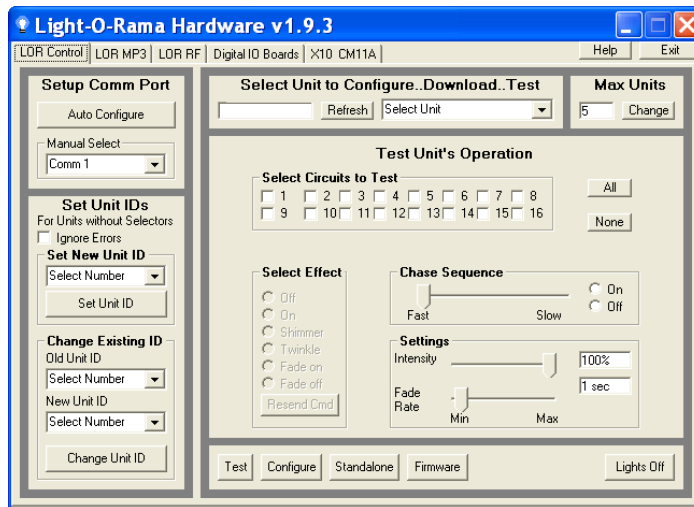 Light-O-Rama Hardware v1.9.3
LOR Control LOR MP3 LOR RF Digital IO Boards X10 CM11A Help Exit
Setup Comm Port
Auto Configure
Manual Select
Comm 1
Set Unit IDs
For Units without Selectors
Ignore Errors
Set New Unit ID
Select Number
Set Unit ID
Change Existing ID
Old Unit ID
Select Number
New Unit ID
Select Number
Change Unit ID
Select Unit to Configure..Download..Test
Refresh Select Unit
Max Units
5 Change
Test Unit's Operation
Select Circuits to Test
1 2 3 4 5 6 7 8
9 10 11 12 13 14 15 16
All
None
Select Effect
Off
On
Shimmer
Twinkle
Fade on
Fade off
Resend Cmd
Chase Sequence
Fast Slow
On
Off
Settings
Intensity 100%
1 sec
Fade
Rate
Min Max
Test Configure Standalone Firmware Lights Off